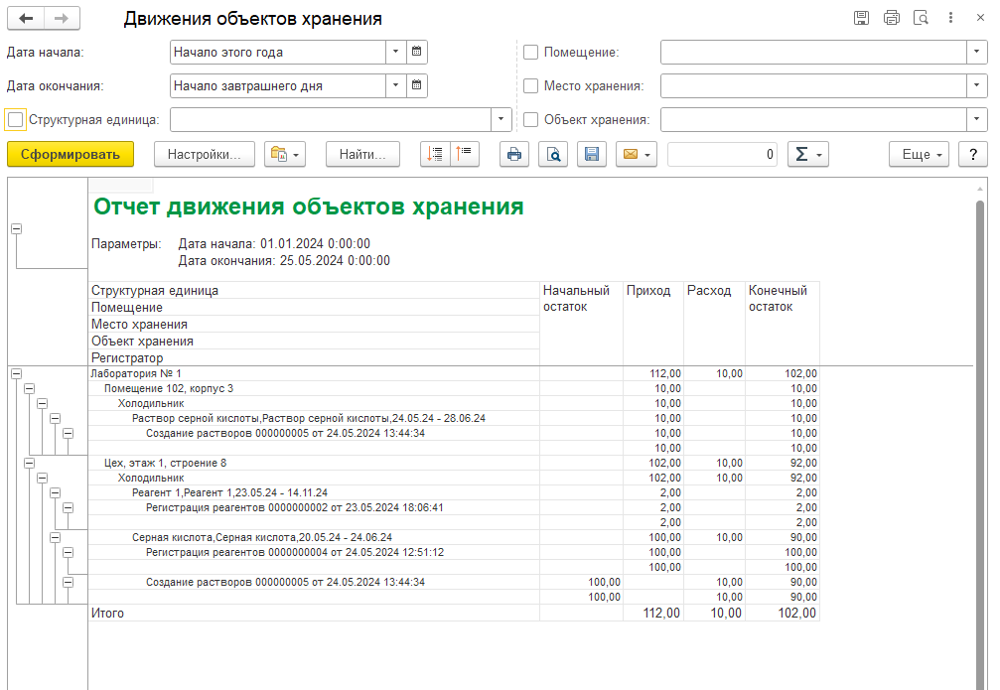 Движения объектов хранения
Дата начала: Начало этого года Помещение:
Дата окончания: Начало завтрашнего дня Место хранения:
Структурная единица: Объект хранения:
Сформировать Настройки... Найти... 0 Σ Еще ?
Отчет движения объектов хранения
Параметры: Дата начала: 01.01.2024 0:00:00
Дата окончания: 25.05.2024 0:00:00
Структурная единица Начальный остаток Приход Расход Конечный остаток
Помещение
Место хранения
Объект хранения
Регистратор
Лаборатория № 1 112,00 10,00 102,00
Помещение 102, корпус 3 10,00 10,00
Холодильник 10,00 10,00
Раствор серной кислоты,Раствор серной кислоты,24.05.24 - 28.06.24 10,00 10,00
Создание растворов 000000005 от 24.05.2024 13:44:34 10,00 10,00
10,00 10,00
Цех, этаж 1, строение 8 102,00 10,00 92,00
Холодильник 102,00 10,00 92,00
Реагент 1,Реагент 1,23.05.24 - 14.11.24 2,00 2,00
Регистрация реагентов 0000000002 от 23.05.2024 18:06:41 2,00 2,00
2,00 2,00
Серная кислота,Серная кислота,20.05.24 - 24.06.24 100,00 10,00 90,00
Регистрация реагентов 0000000004 от 24.05.2024 12:51:12 100,00 100,00
100,00 100,00
Создание растворов 000000005 от 24.05.2024 13:44:34 100,00 10,00 90,00
100,00 10,00 90,00
Итого 112,00 10,00 102,00